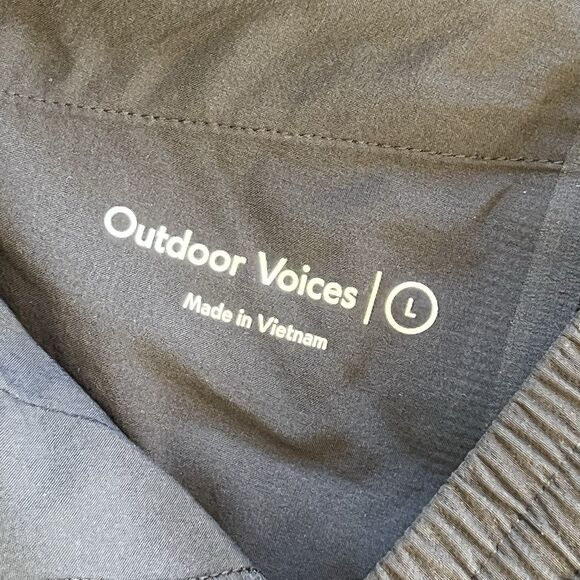 Outdoor Voices | L
Made in Vietnam